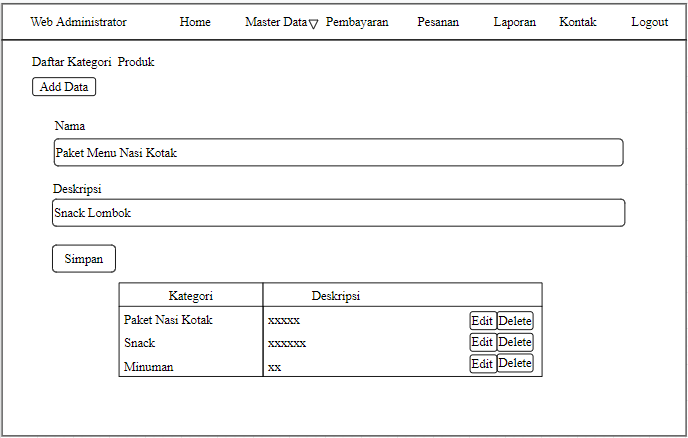 Web Administrator Home Master Data Pembayaran Pesanan Laporan Kontak Logout
Daftar Kategori Produk
Add Data
Nama
Paket Menu Nasi Kotak
Deskripsi
Snack Lombok
Simpan
Kategori Deskripsi
Paket Nasi Kotak xxxxx Edit Delete
Snack xxxxxx Edit Delete
Minuman xx Edit Delete